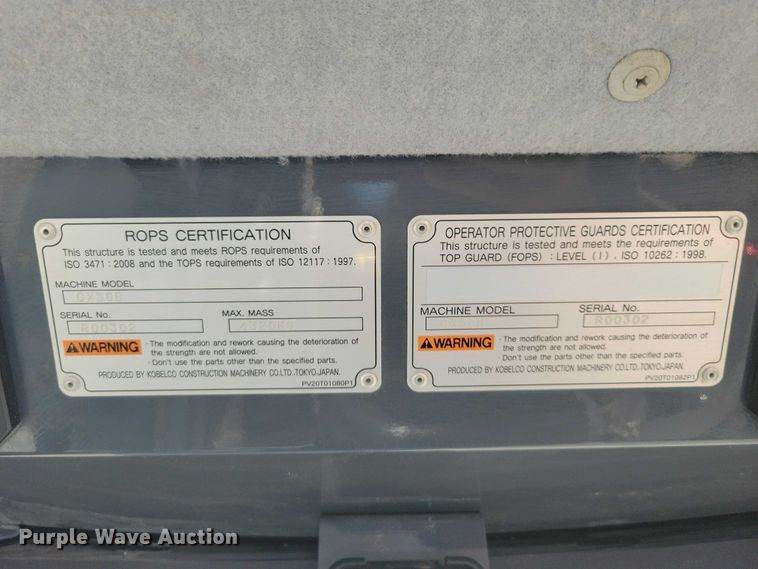 ROPS CERTIFICATION
This structure is tested and meets ROPS requirements of
ISO 3471 : 2008 and the TOPS requirements of ISO 12117 : 1997.
MACHINE MODEL
SERIAL No.
R00302
MAX. MASS
⚠WARNING
· The modification and rework causing the deterioration of
the strength are not allowed.
· Don't use the parts other than the specified parts.
PRODUCED BY KOBELCO CONSTRUCTION MACHINERY CO.LTD.,TOKYO,JAPAN.
PV20T01080P1
OPERATOR PROTECTIVE GUARDS CERTIFICATION
This structure is tested and meets the requirements of
TOP GUARD (FOPS) : LEVEL (I) . ISO 10262 : 1998.
MACHINE MODEL
SERIAL No.
R00302
⚠WARNING
· The modification and rework causing the deterioration of
the strength are not allowed.
· Don't use the parts other than the specified parts.
PRODUCED BY KOBELCO CONSTRUCTION MACHINERY CO.LTD.,TOKYO,JAPAN.
PV20T01082P1
Purple Wave Auction